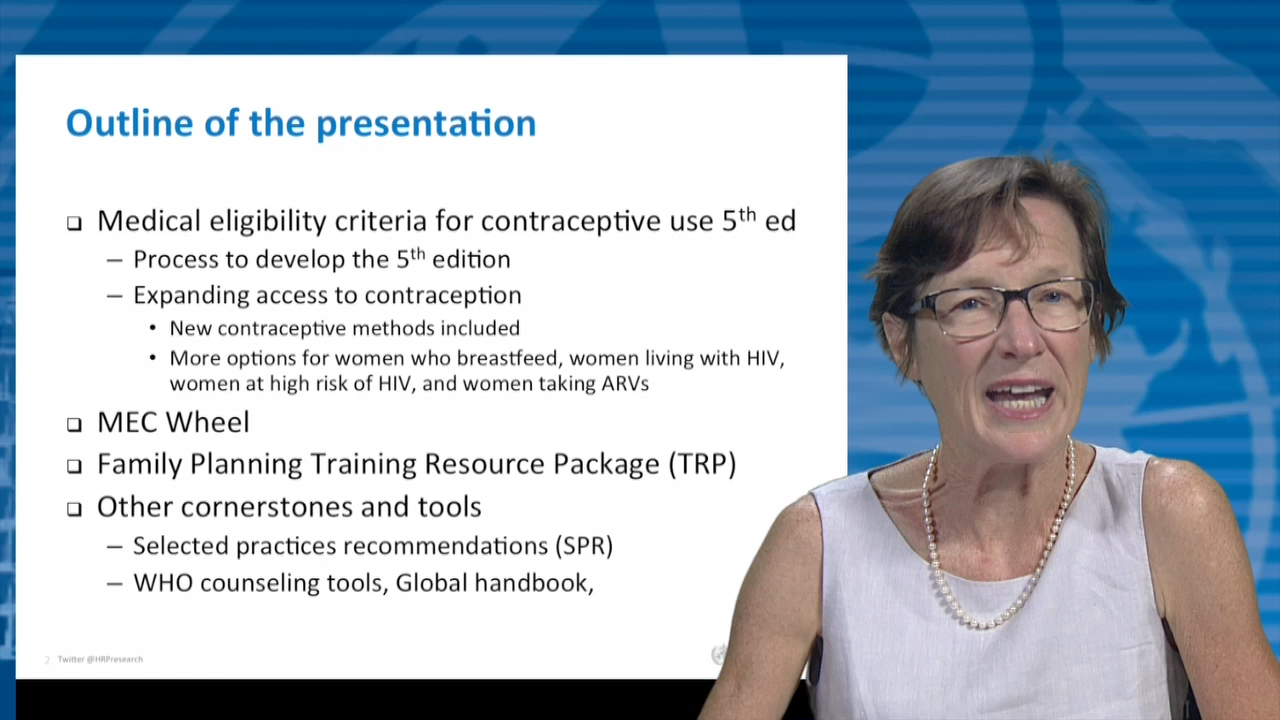 Outline of the presentation
❑ Medical eligibility criteria for contraceptive use 5th ed
– Process to develop the 5th edition
– Expanding access to contraception
• New contraceptive methods included
• More options for women who breastfeed, women living with HIV,
women at high risk of HIV, and women taking ARVs
❑ MEC Wheel
❑ Family Planning Training Resource Package (TRP)
❑ Other cornerstones and tools
– Selected practices recommendations (SPR)
– WHO counseling tools, Global handbook,
2 Twitter @HRPresearch